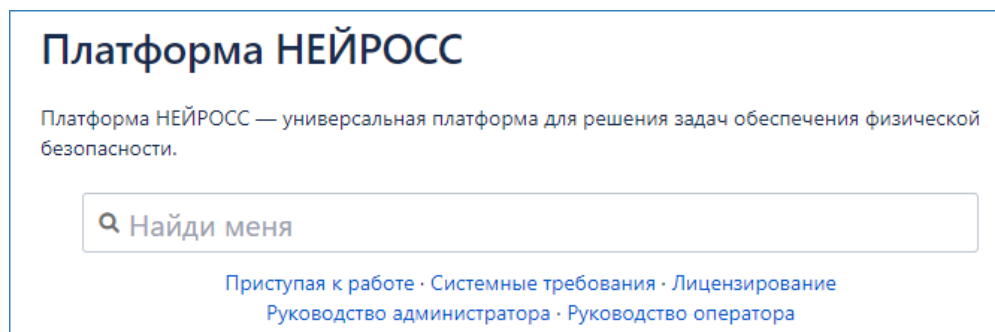 Платформа НЕЙРОСС
Платформа НЕЙРОСС — универсальная платформа для решения задач обеспечения физической
безопасности.
Найди меня
Приступая к работе · Системные требования · Лицензирование
Руководство администратора · Руководство оператора